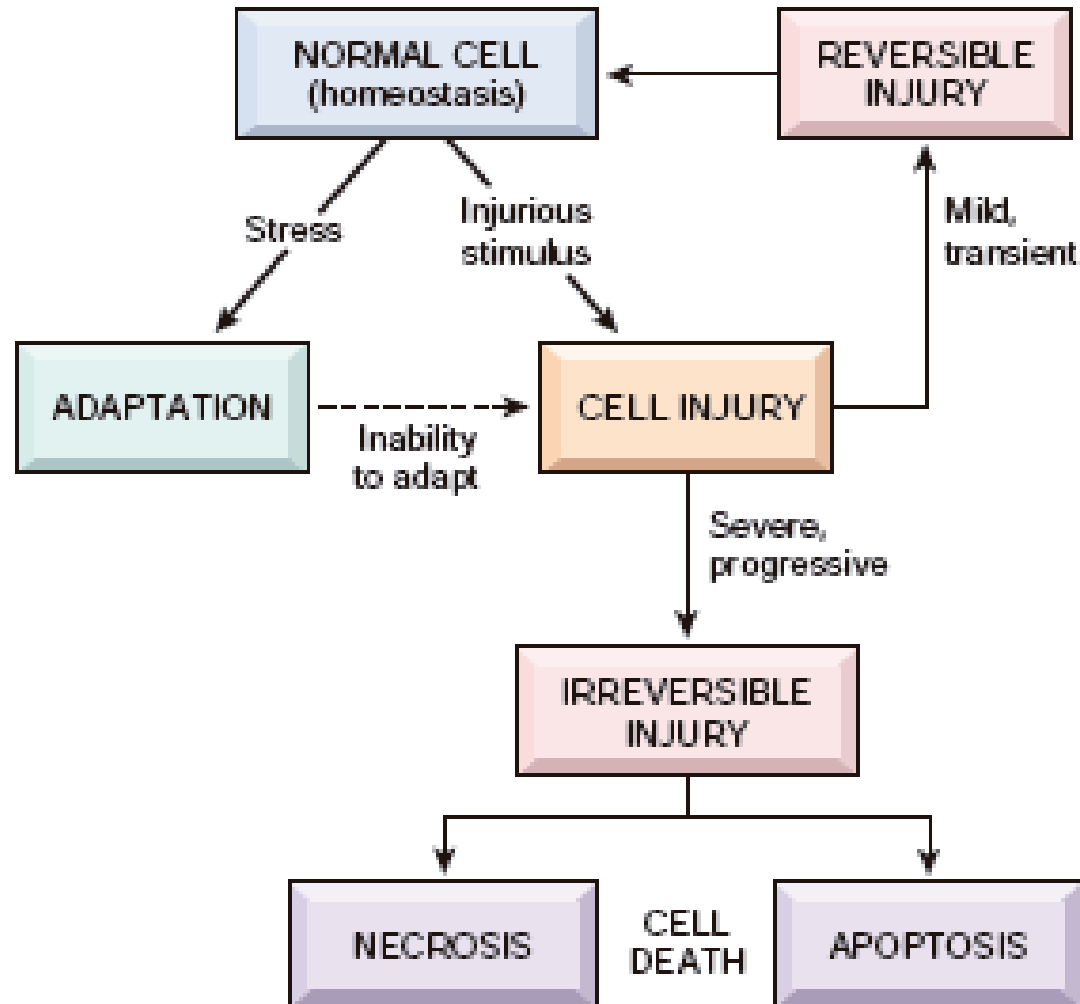 NORMAL CELL
(homeostasis)
REVERSIBLE
INJURY
Stress
Injurious
stimulus
Mild,
transient
ADAPTATION
Inability
to adapt
CELL INJURY
Severe,
progressive
IRREVERSIBLE
INJURY
NECROSIS
CELL
DEATH
APOPTOSIS